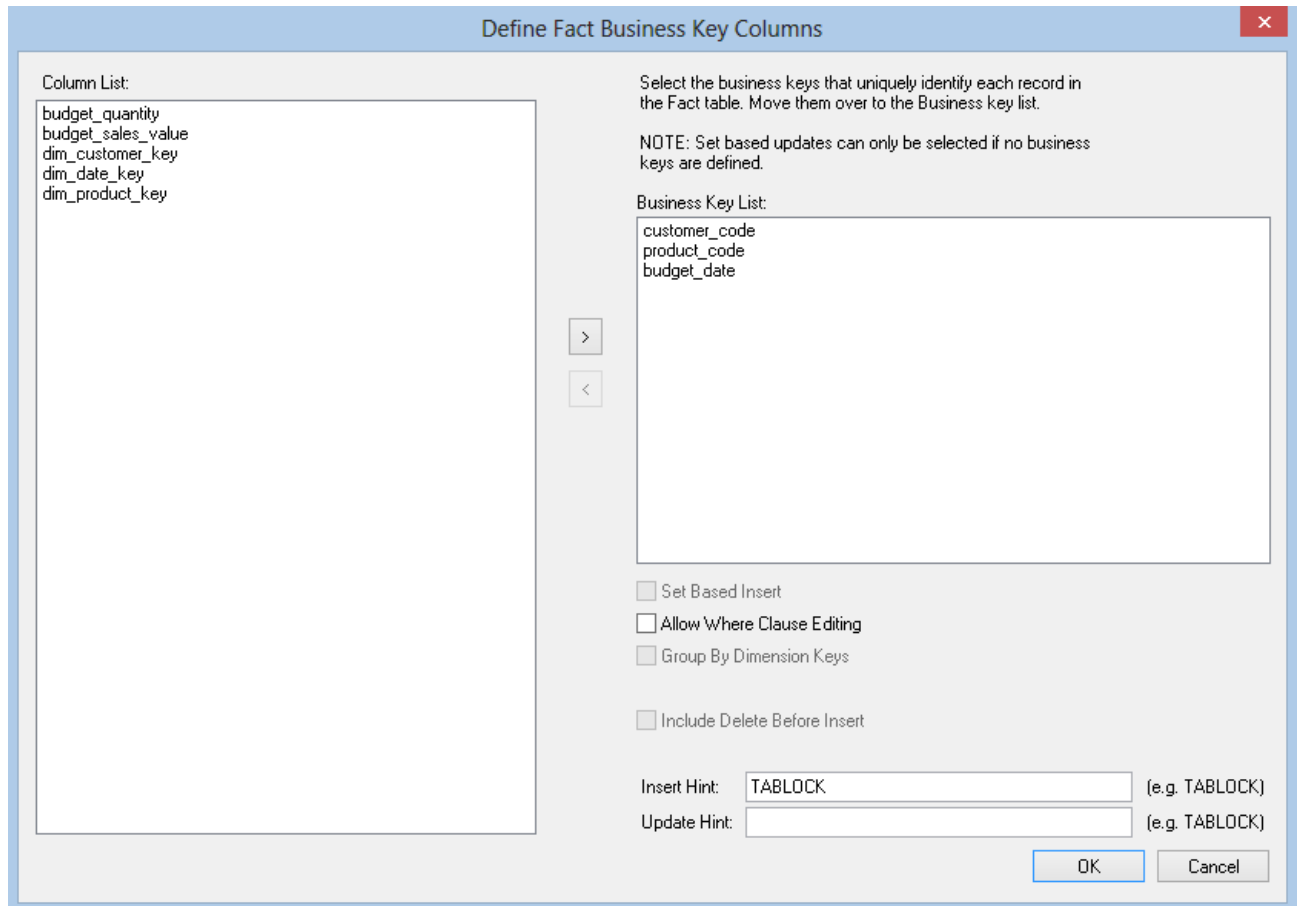 Define Fact Business Key Columns
Column List:
budget_quantity
budget_sales_value
dim_customer_key
dim_date_key
dim_product_key
>
<
Select the business keys that uniquely identify each record in
the Fact table. Move them over to the Business key list.
NOTE: Set based updates can only be selected if no business
keys are defined.
Business Key List:
customer_code
product_code
budget_date
Set Based Insert
Allow Where Clause Editing
Group By Dimension Keys
Include Delete Before Insert
Insert Hint: TABLOCK (e.g. TABLOCK)
Update Hint: (e.g. TABLOCK)
OK Cancel